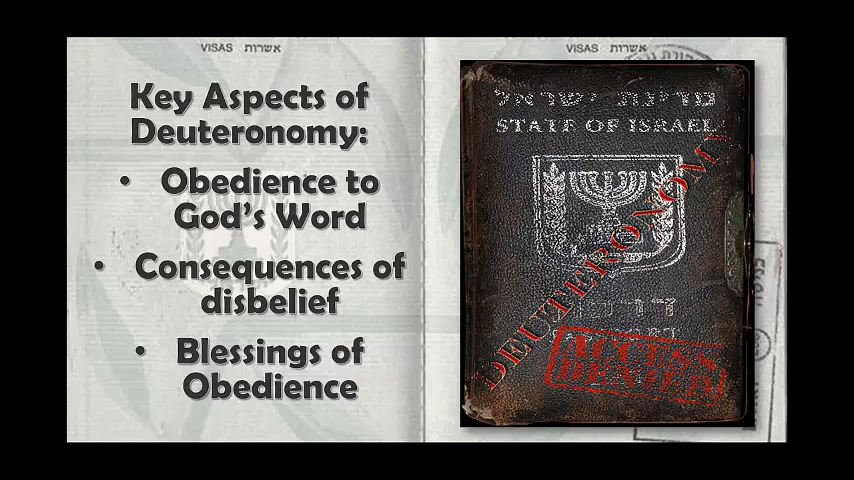 VISAS אשרות
Key Aspects of
Deuteronomy:
• Obedience to
God's Word
• Consequences of
disbelief
• Blessings of
Obedience
VISAS אשרות
מדינת ישראל
STATE OF ISRAEL
DEUTERONOMY
ACCESS
DENIED